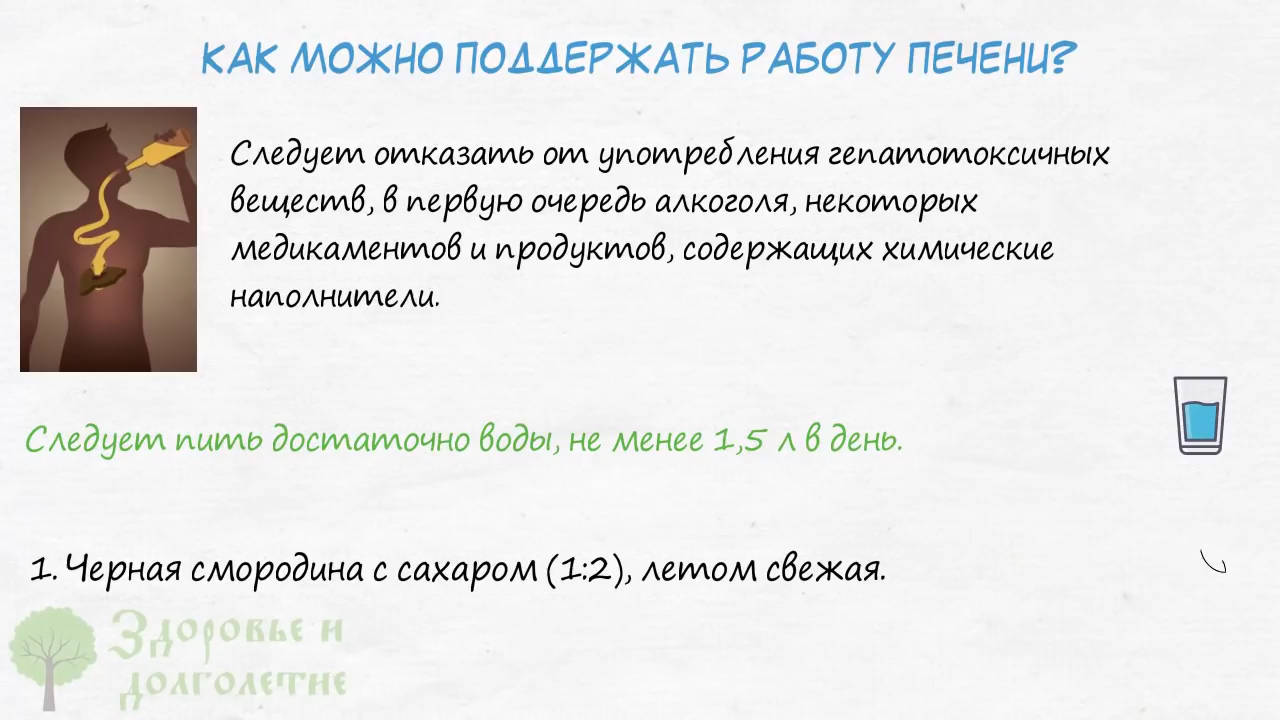 КАК МОЖНО ПОДДЕРЖАТЬ РАБОТУ ПЕЧЕНИ?
Следует отказать от употребления гепатотоксичных
веществ, в первую очередь алкоголя, некоторых
медикаментов и продуктов, содержащих химические
наполнители.
Следует пить достаточно воды, не менее 1,5 л в день.
1. Черная смородина с сахаром (1:2), летом свежая.
Здоровье и
долголетие